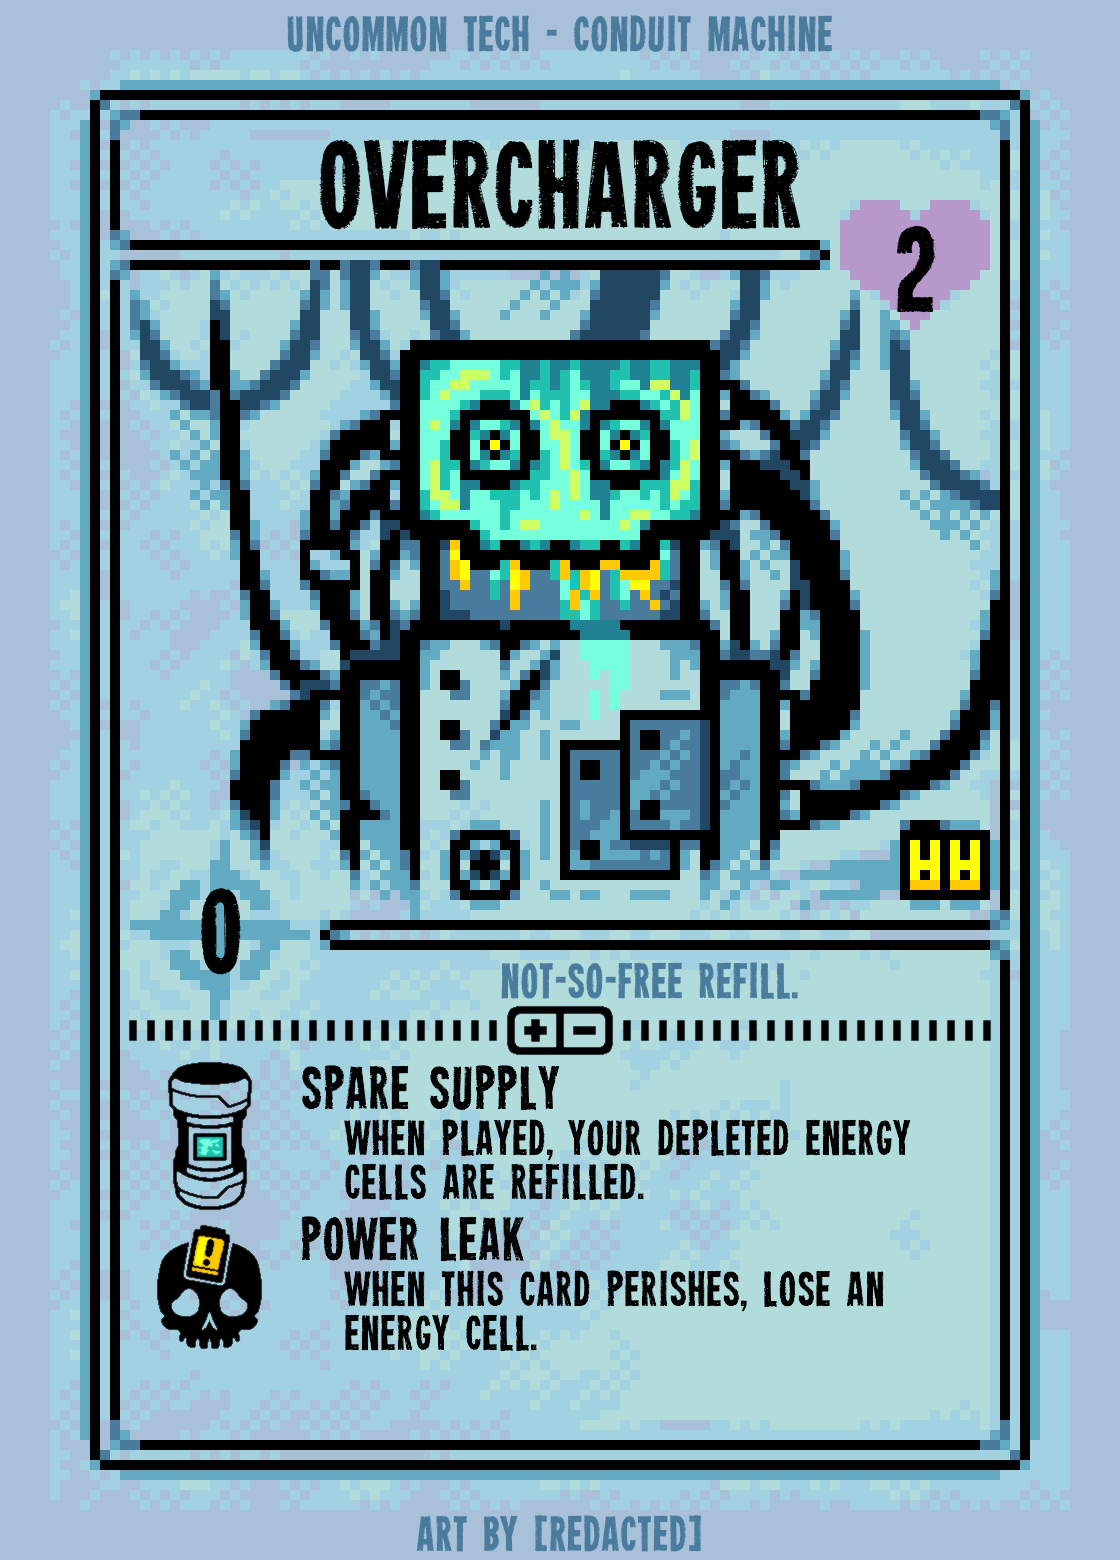 UNCOMMON TECH - CONDUIT MACHINE
OVERCHARGER
2
0
NOT-SO-FREE REFILL.
SPARE SUPPLY
WHEN PLAYED, YOUR DEPLETED ENERGY
CELLS ARE REFILLED.
POWER LEAK
WHEN THIS CARD PERISHES, LOSE AN
ENERGY CELL.
ART BY [REDACTED]